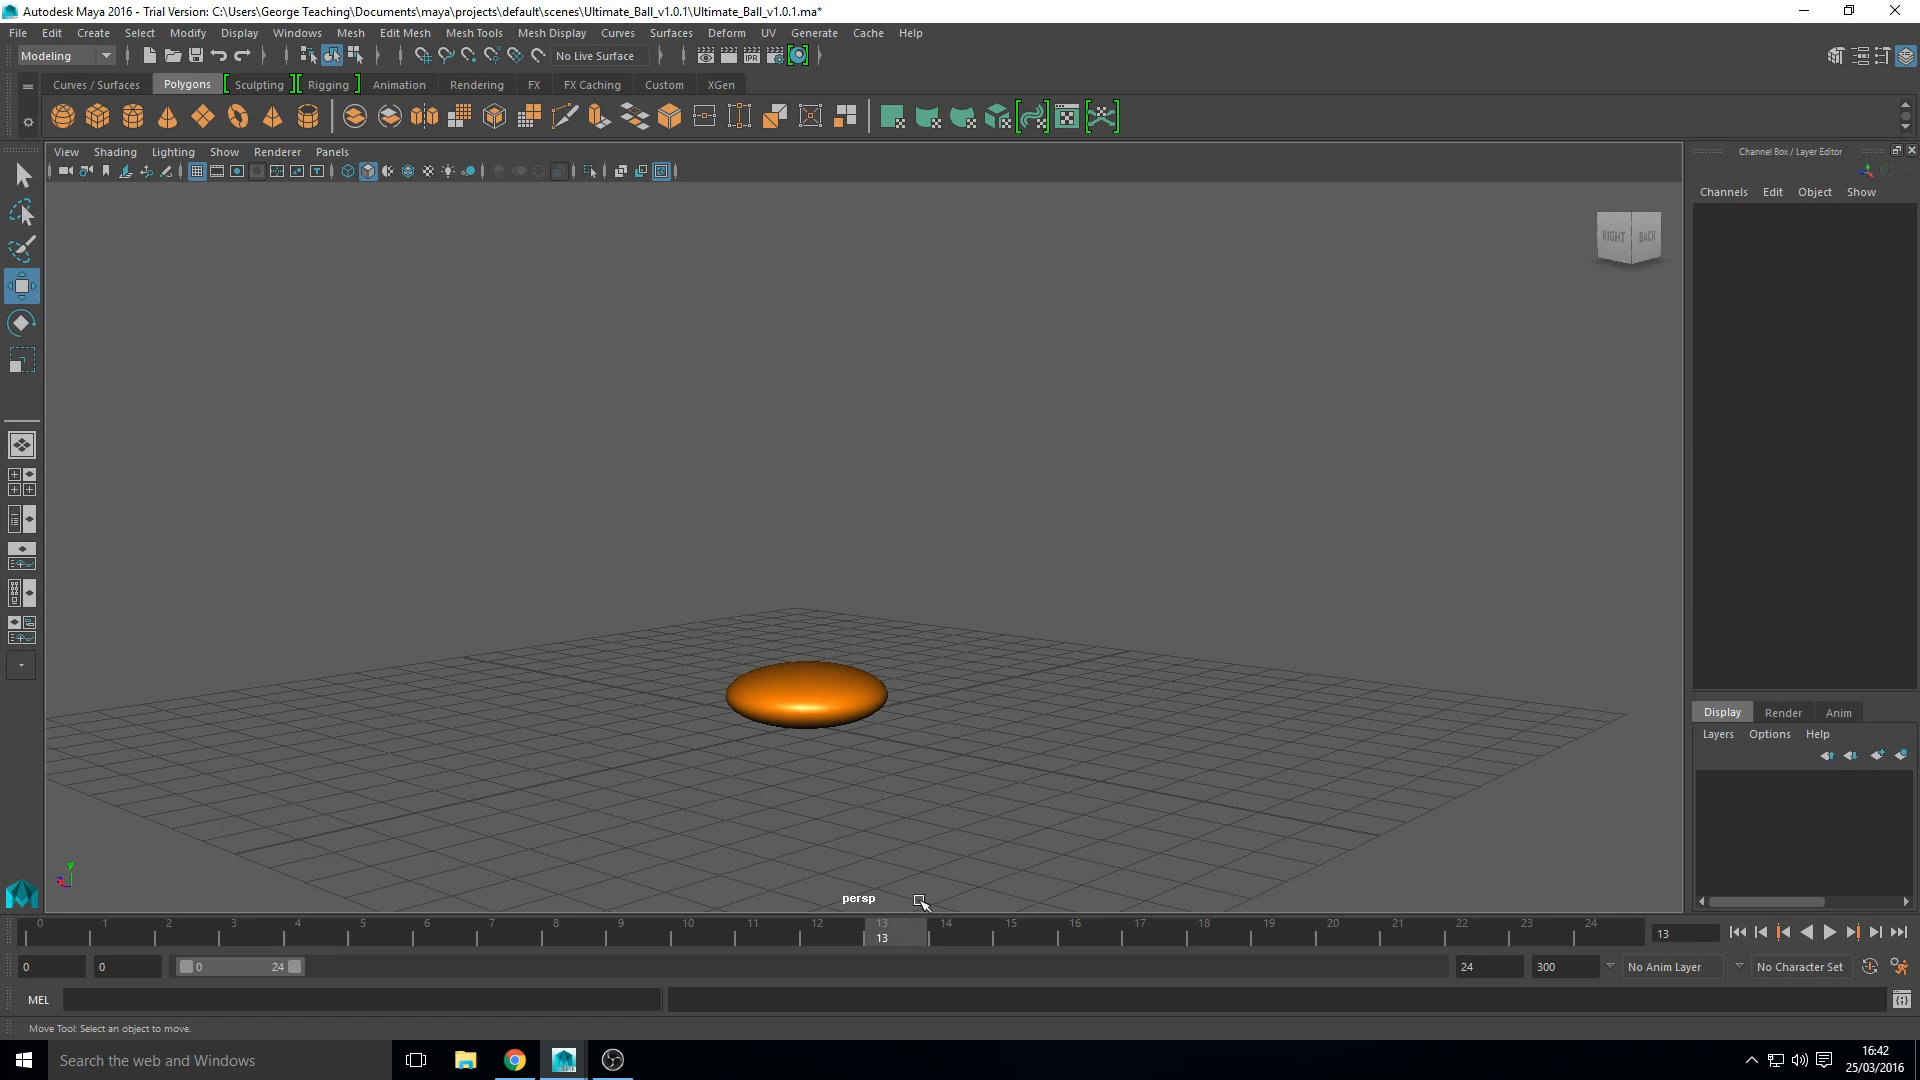 Autodesk Maya 2016 - Trial Version: C:\Users\George Teaching\Documents\maya\projects\default\scenes\Ultimate_Ball_v1.0.1\Ultimate_Ball_v1.0.1.ma*
File Edit Create Select Modify Display Windows Mesh Edit Mesh Mesh Tools Mesh Display Curves Surfaces Deform UV Generate Cache Help
Modeling No Live Surface IPR
Curves / Surfaces Polygons Sculpting Rigging Animation Rendering FX FX Caching Custom XGen
View Shading Lighting Show Renderer Panels
Channel Box / Layer Editor
Channels Edit Object Show
RIGHT BACK
Display Render Anim
Layers Options Help
y
persp
0 1 2 3 4 5 6 7 8 9 10 11 12 13 14 15 16 17 18 19 20 21 22 23 24
13 13
0 0 0 24 24 300 No Anim Layer No Character Set
MEL
Move Tool: Select an object to move.
Search the web and Windows
16:42
25/03/2016